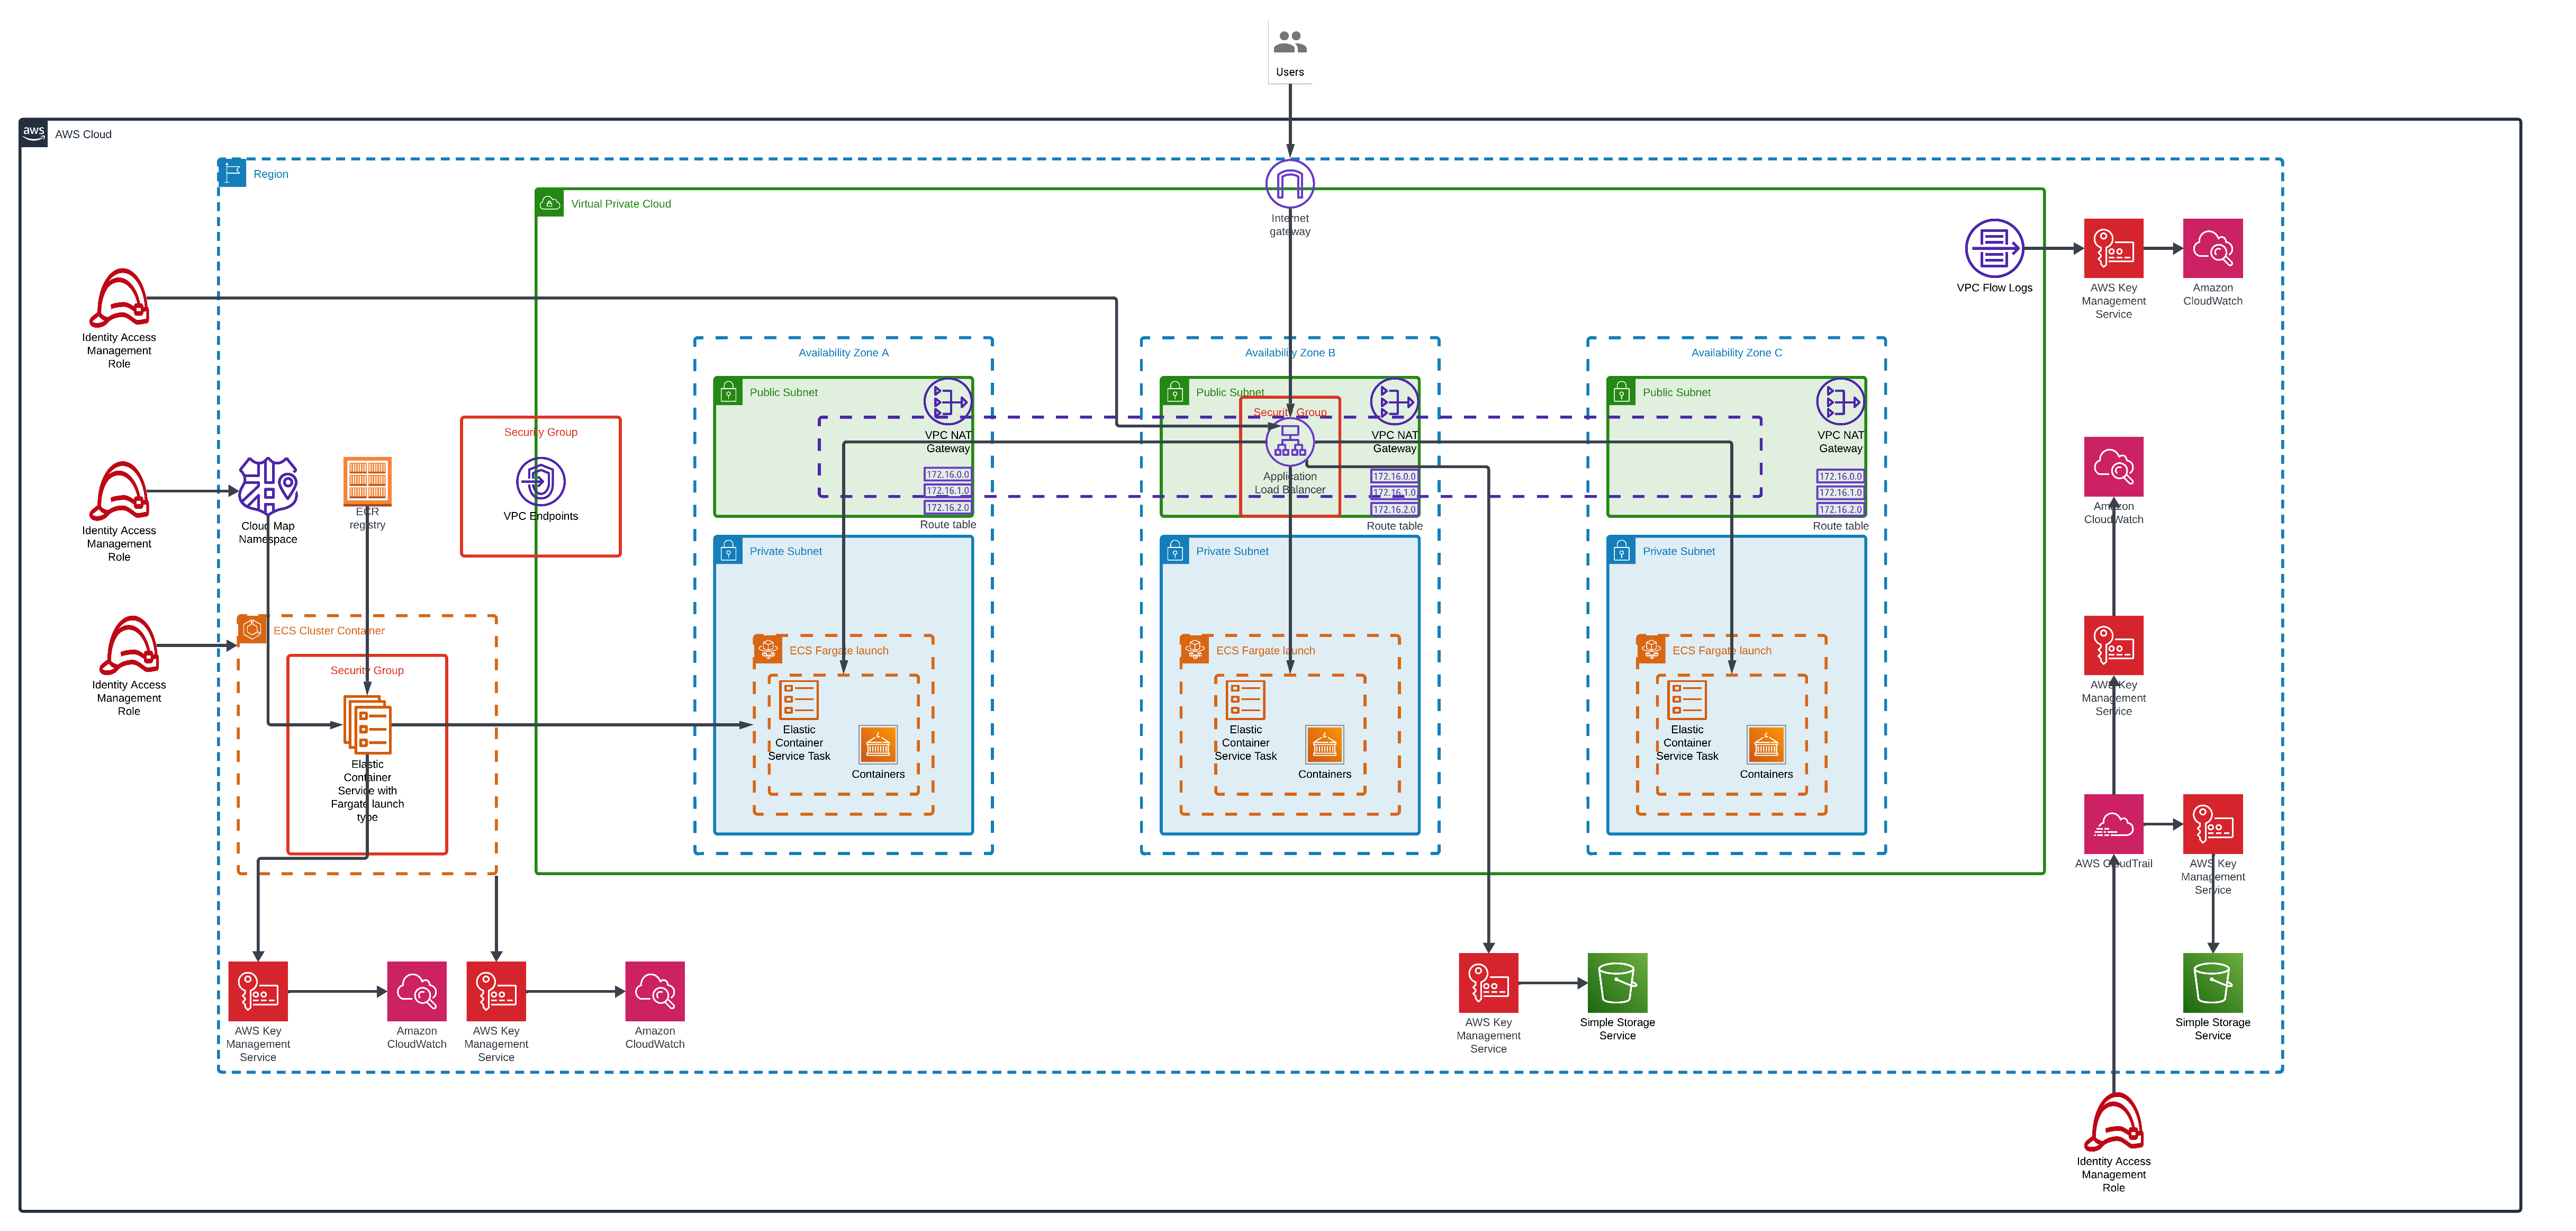 Users
aws
AWS Cloud
Region
Virtual Private Cloud
Internet
gateway
VPC Flow Logs
AWS Key
Management
Service
Amazon
CloudWatch
Identity Access
Management
Role
Availability Zone A
Availability Zone B
Availability Zone C
Public Subnet
VPC NAT
Gateway
172.16.0.0
172.16.1.0
172.16.2.0
Route table
Public Subnet
Security Group
VPC NAT
Gateway
Application
Load Balancer
172.16.0.0
172.16.1.0
172.16.2.0
Route table
Public Subnet
VPC NAT
Gateway
172.16.0.0
172.16.1.0
172.16.2.0
Route table
Security Group
VPC Endpoints
Identity Access
Management
Role
Cloud Map
Namespace
ECR
registry
Amazon
CloudWatch
Private Subnet
Private Subnet
Private Subnet
Identity Access
Management
Role
ECS Cluster Container
Security Group
Elastic
Container
Service with
Fargate launch
type
ECS Fargate launch
Elastic
Container
Service Task
Containers
ECS Fargate launch
Elastic
Container
Service Task
Containers
ECS Fargate launch
Elastic
Container
Service Task
Containers
AWS Key
Management
Service
AWS CloudTrail
AWS Key
Management
Service
AWS Key
Management
Service
Amazon
CloudWatch
AWS Key
Management
Service
Amazon
CloudWatch
AWS Key
Management
Service
Simple Storage
Service
Simple Storage
Service
Identity Access
Management
Role